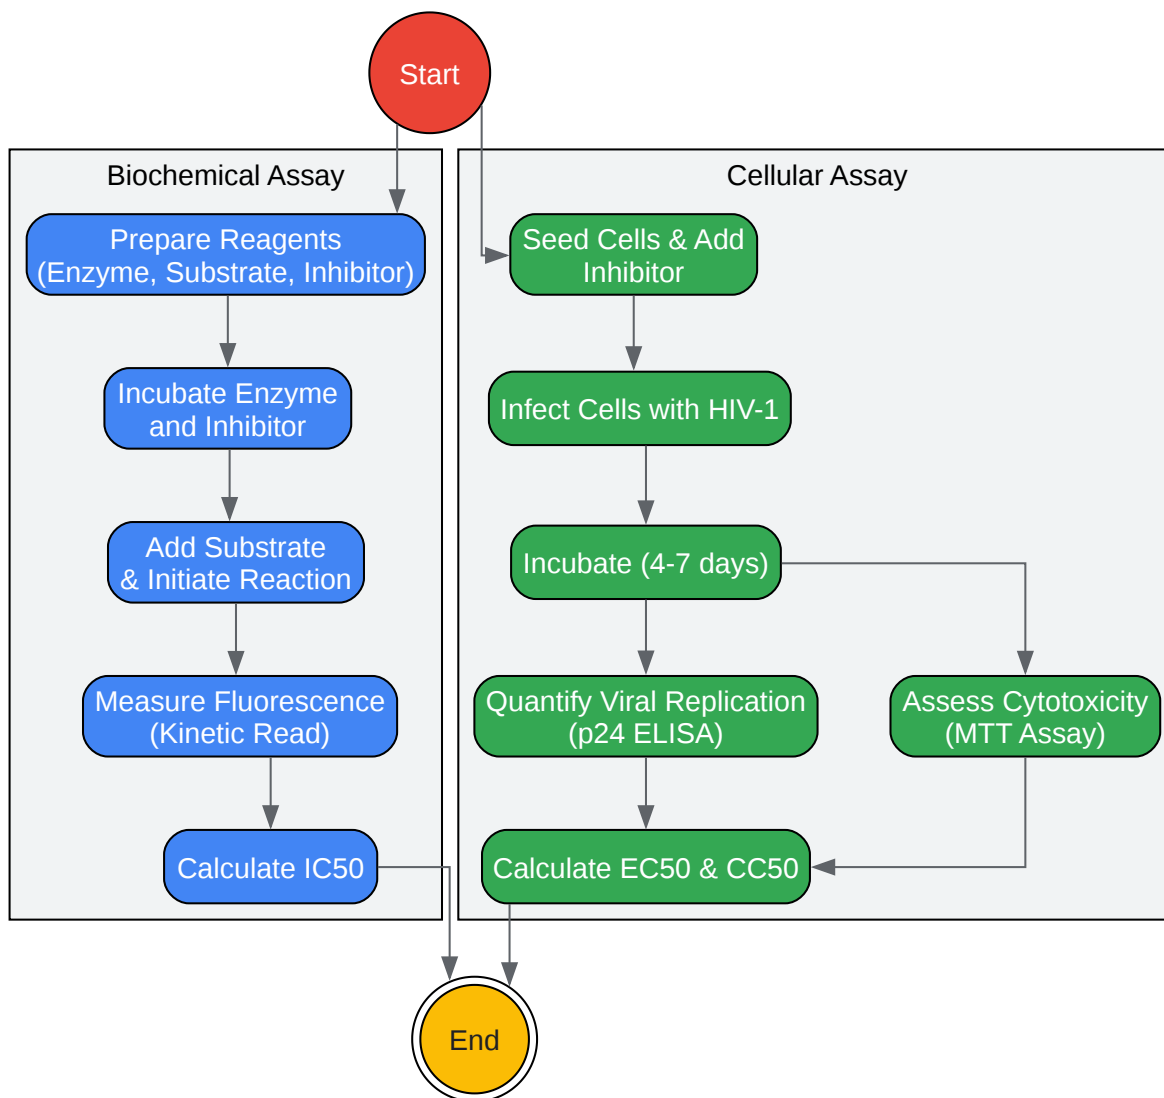 Start
Biochemical Assay
Prepare Reagents
(Enzyme, Substrate, Inhibitor)
Incubate Enzyme
and Inhibitor
Add Substrate
& Initiate Reaction
Measure Fluorescence
(Kinetic Read)
Calculate IC50
Cellular Assay
Seed Cells & Add
Inhibitor
Infect Cells with HIV-1
Incubate (4-7 days)
Quantify Viral Replication
(p24 ELISA)
Assess Cytotoxicity
(MTT Assay)
Calculate EC50 & CC50
End